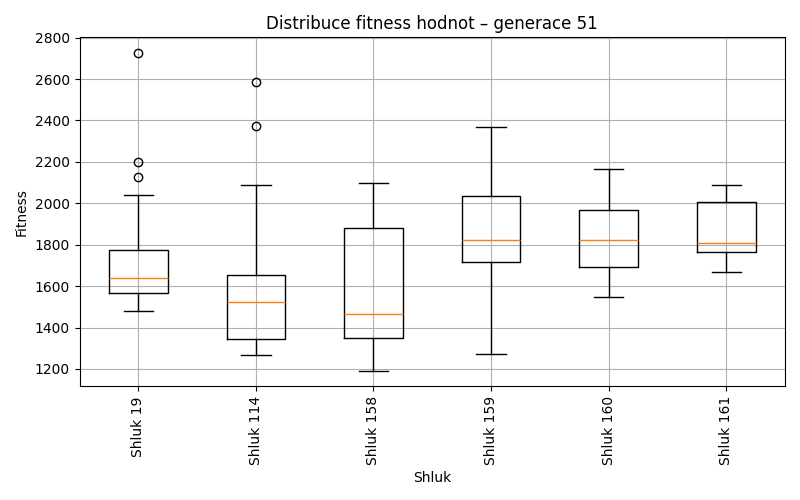 Distribuce fitness hodnot – generace 51
Fitness
2800
2600
2400
2200
2000
1800
1600
1400
1200
Shluk 19
Shluk 114
Shluk 158
Shluk 159
Shluk 160
Shluk 161
Shluk